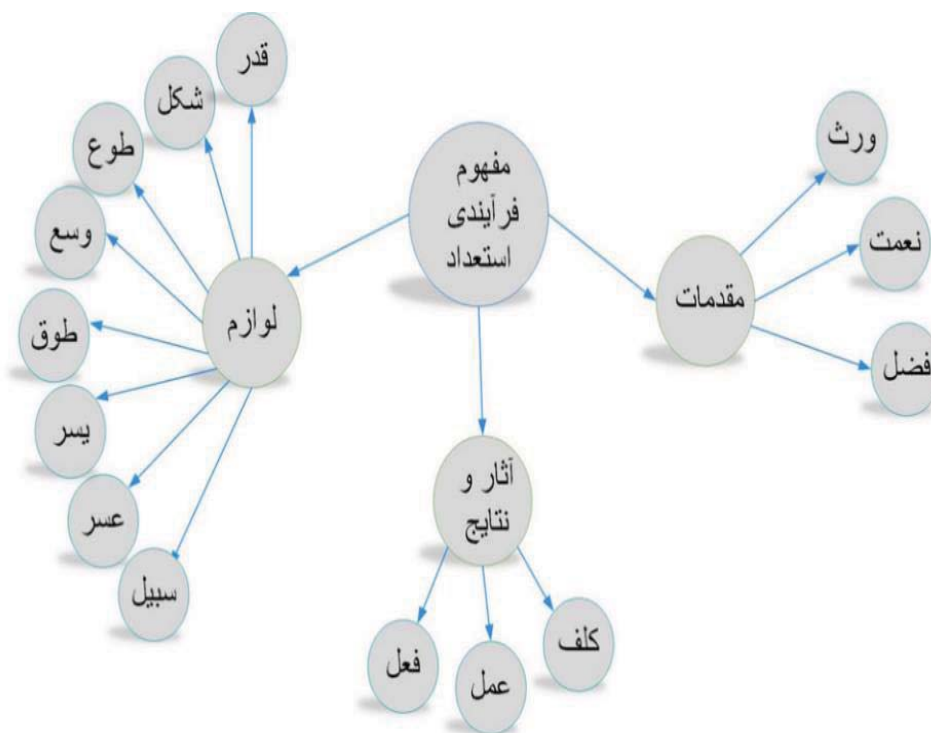 مفهوم
فرآیندی
استعداد
مقدمات
ورث
نعمت
فضل
آثار و
نتایج
کلف
عمل
فعل
لوازم
قدر
شکل
طوع
وسع
طوق
یسر
عسر
سبیل